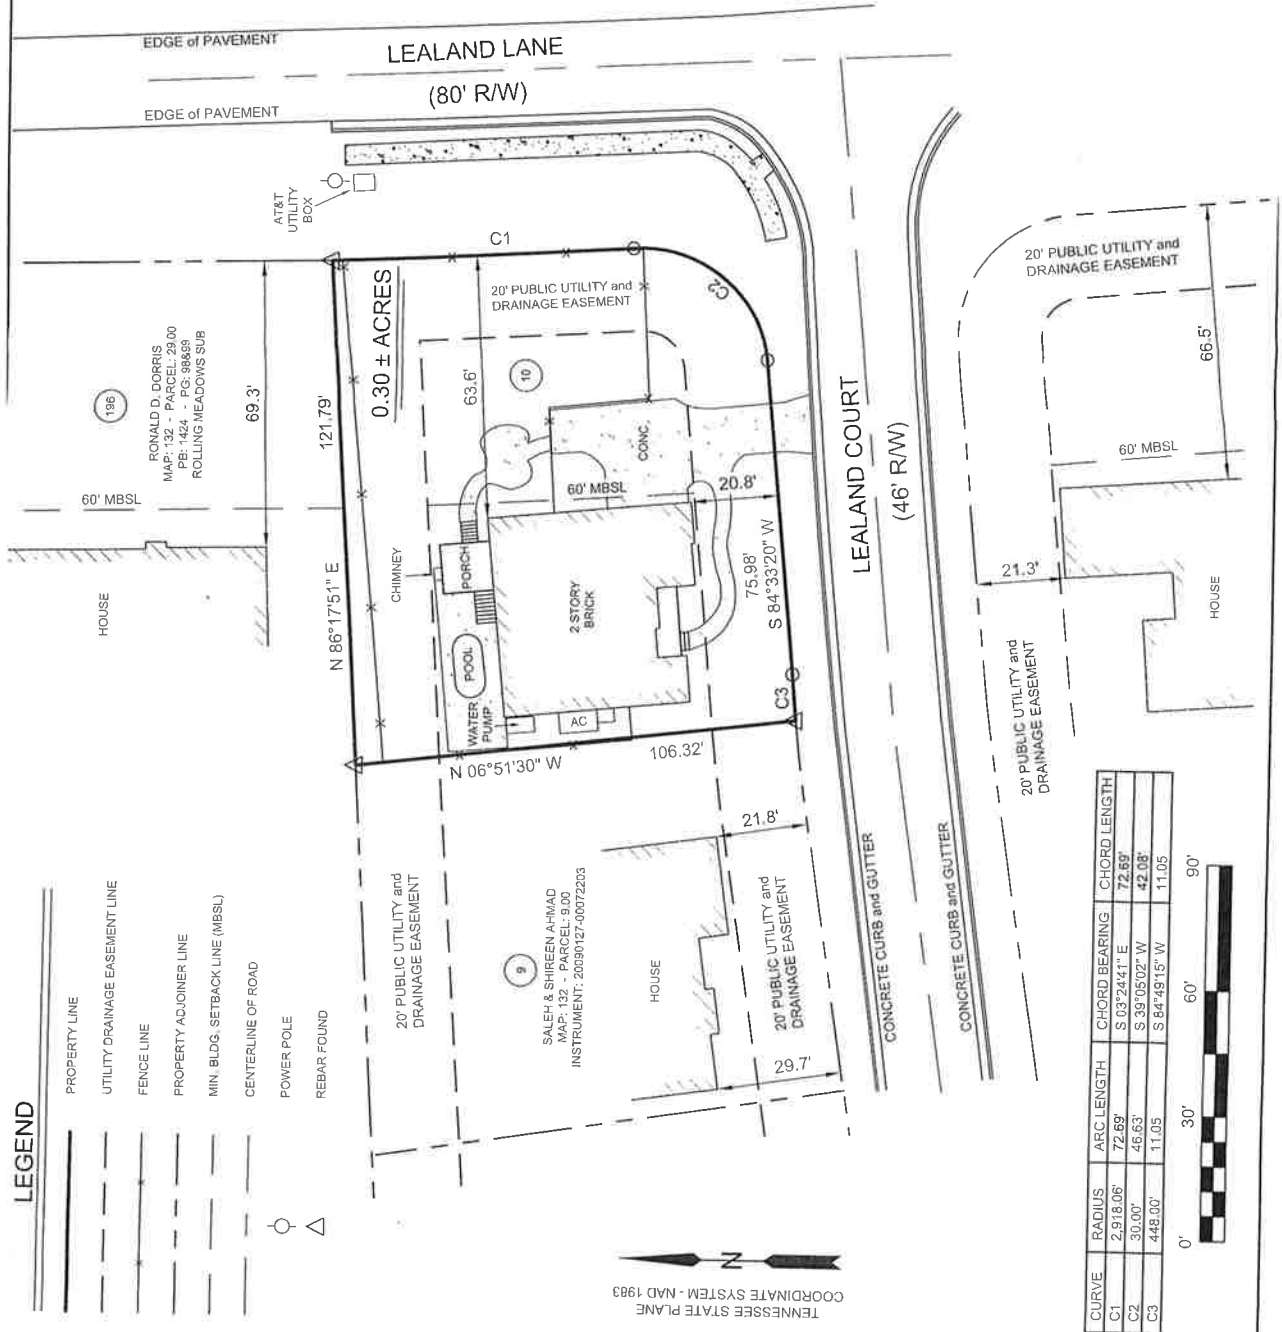 EDGE of PAVEMENT
LEALAND LANE
(80' R/W)
EDGE of PAVEMENT
AT&T
UTILITY
BOX
C1
20' PUBLIC UTILITY and
DRAINAGE EASEMENT
C2
0.30 ± ACRES
196
RONALD D. DORRIS
MAP: 132 - PARCEL: 29.00
PB: 1424 - PG: 98&99
ROLLING MEADOWS SUB
69.3'
121.79'
63.6'
10
60' MBSL
N 86°17'51" E
CHIMNEY
HOUSE
PORCH
CONC.
60' MBSL
20.8'
2 STORY
BRICK
POOL
WATER
PUMP
AC
75.98'
S 84°33'20" W
C3
N 06°51'30" W
106.32'
LEALAND COURT
(46' R/W)
20' PUBLIC UTILITY and
DRAINAGE EASEMENT
66.5'
60' MBSL
21.3'
HOUSE
20' PUBLIC UTILITY and
DRAINAGE EASEMENT
20' PUBLIC UTILITY and
DRAINAGE EASEMENT
9
SALEH & SHIREEN AHMAD
MAP: 132 - PARCEL: 9.00
INSTRUMENT: 20090127-00072203
HOUSE
21.8'
20' PUBLIC UTILITY and
DRAINAGE EASEMENT
29.7'
CONCRETE CURB and GUTTER
CONCRETE CURB and GUTTER
LEGEND
PROPERTY LINE
UTILITY DRAINAGE EASEMENT LINE
FENCE LINE
PROPERTY ADJOINER LINE
MIN. BLDG. SETBACK LINE (MBSL)
CENTERLINE OF ROAD
POWER POLE
REBAR FOUND
N
TENNESSEE STATE PLANE
COORDINATE SYSTEM - NAD 1983
CURVE RADIUS ARC LENGTH CHORD BEARING CHORD LENGTH
C1 2,918.06' 72.69' S 03°24'41" E 72.69'
C2 30.00' 46.63' S 39°05'02" W 42.08'
C3 448.00' 11.05 S 84°49'15" W 11.05
0' 30' 60' 90'